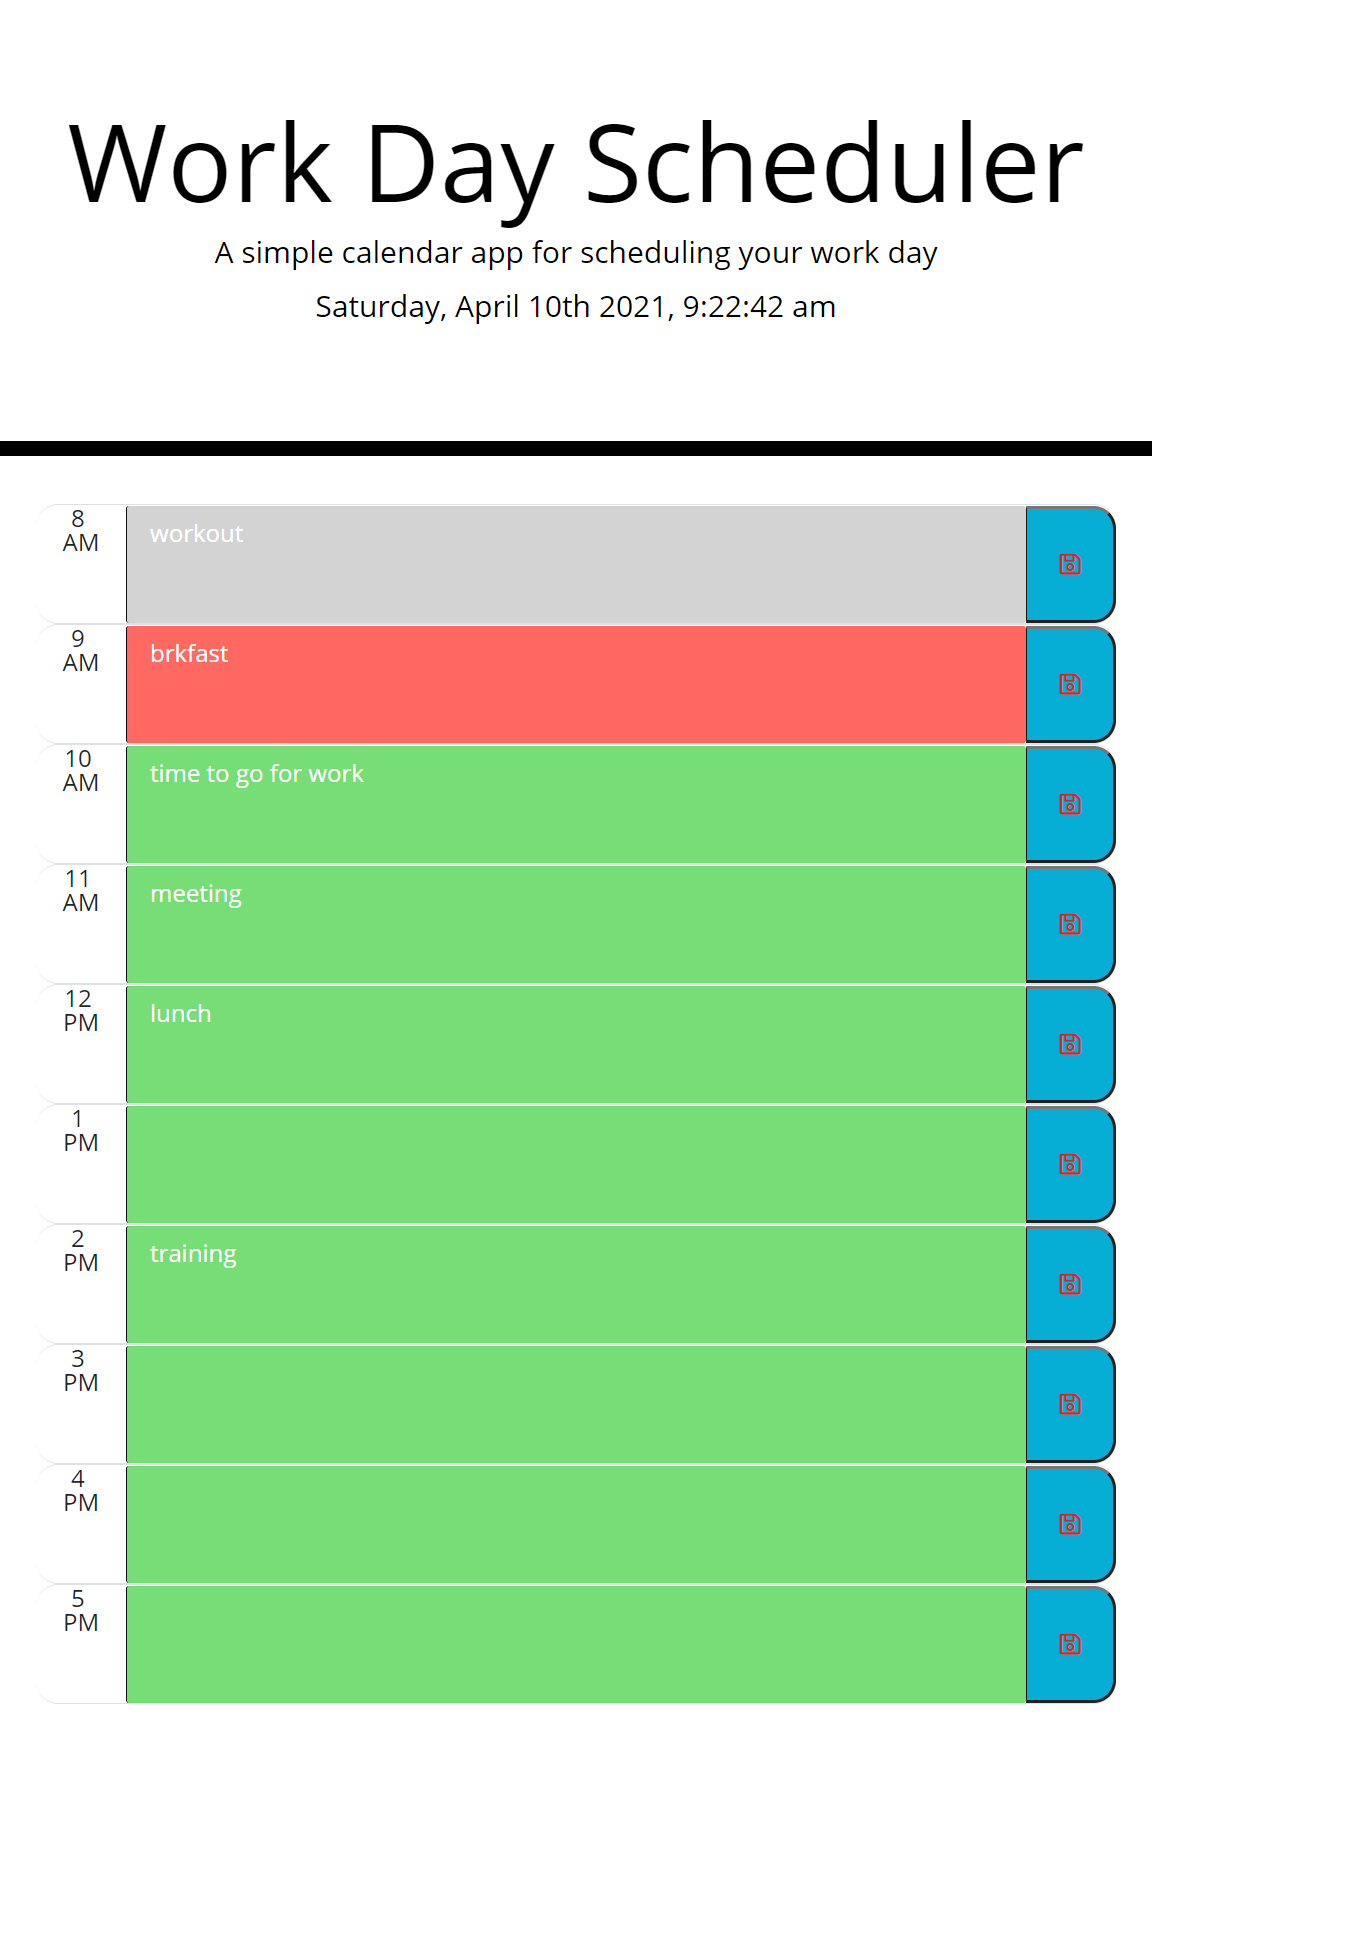 Work Day Scheduler
A simple calendar app for scheduling your work day
Saturday, April 10th 2021, 9:22:42 am
8
AM
workout
9
AM
brkfast
10
AM
time to go for work
11
AM
meeting
12
PM
lunch
1
PM
2
PM
training
3
PM
4
PM
5
PM